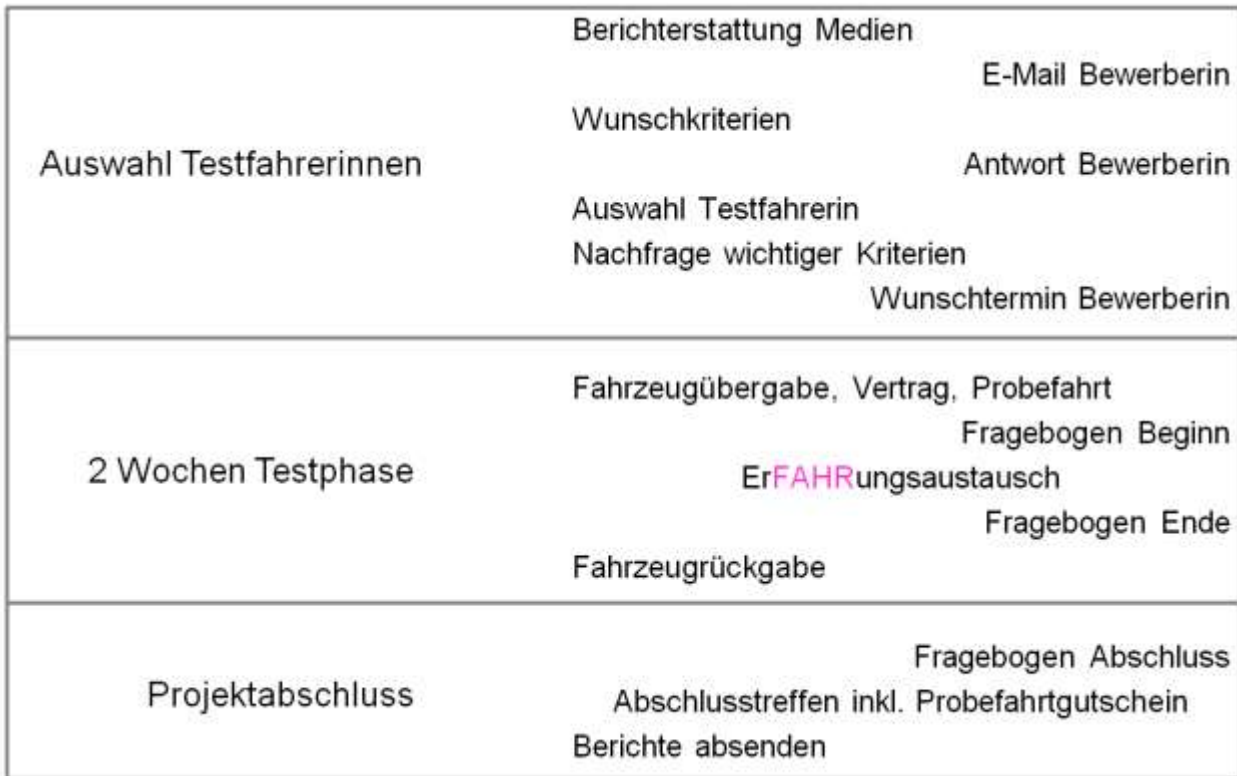 Auswahl Testfahrerinnen
Berichterstattung Medien
E-Mail Bewerberin
Wunschkriterien
Antwort Bewerberin
Auswahl Testfahrerin
Nachfrage wichtiger Kriterien
Wunschtermin Bewerberin
2 Wochen Testphase
Fahrzeugübergabe, Vertrag, Probefahrt
Fragebogen Beginn
ErFAHRungsaustausch
Fragebogen Ende
Fahrzeugrückgabe
Projektabschluss
Fragebogen Abschluss
Abschlusstreffen inkl. Probefahrtgutschein
Berichte absenden